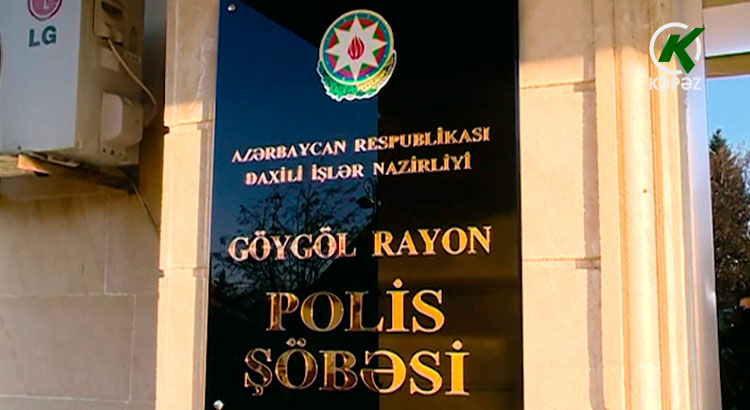 LG
KƏPƏZ
AZƏRBAYCAN RESPUBLİKASI
DAXİLİ İŞLƏR NAZİRLİYİ
GÖYGÖL RAYON
POLİS
ŞÖBƏSİ